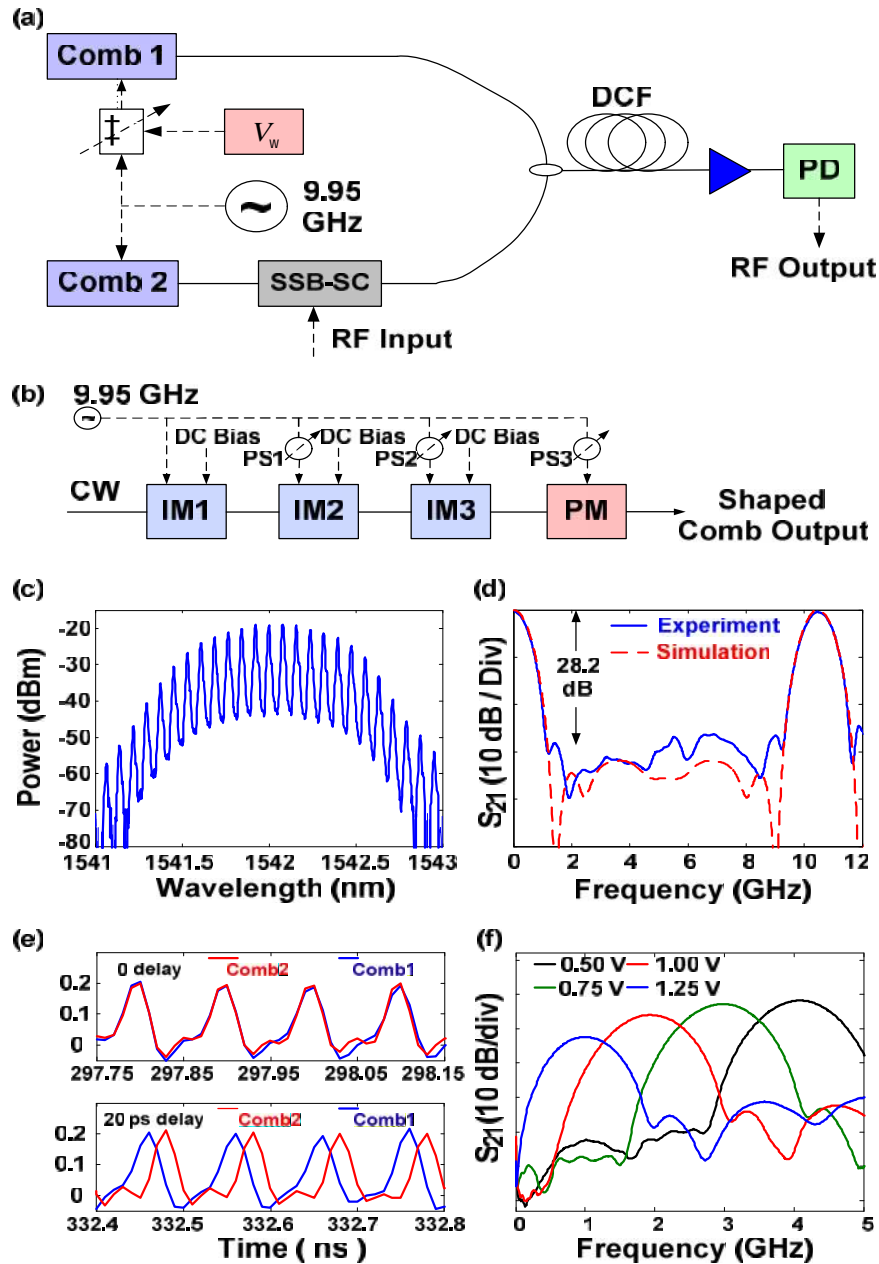 (a)
Comb 1
DCF
V_w
PD
~
9.95
GHz
Comb 2
SSB-SC
RF Output
RF Input
(b)
9.95 GHz
~
DC Bias
DC Bias
DC Bias
PS1
PS2
PS3
CW
IM1
IM2
IM3
PM
Shaped
Comb Output
(c)
-20
-30
-40
-50
-60
-70
-80
Power (dBm)
1541
1541.5
1542
1542.5
1543
Wavelength (nm)
(d)
Experiment
Simulation
28.2
dB
S21 (10 dB / Div)
0
2
4
6
8
10
12
Frequency (GHz)
(e)
0 delay
Comb2
Comb1
0.2
0.1
0
297.75
297.85
297.95
298.05
298.15
20 ps delay
Comb2
Comb1
0.2
0.1
0
332.4
332.5
332.6
332.7
332.8
Time ( ns )
(f)
0.50 V
1.00 V
0.75 V
1.25 V
S21 (10 dB/div)
0
1
2
3
4
5
Frequency (GHz)